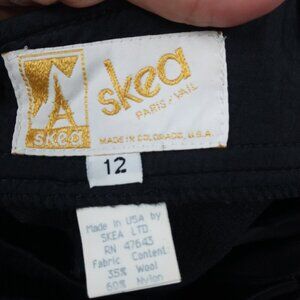 skea
skea
PARIS / VAIL
MADE IN COLORADO, U.S.A.
12
Made in USA by
SKEA LTD
RN 47643
Fabric Content
35% Wool
60% Nylon